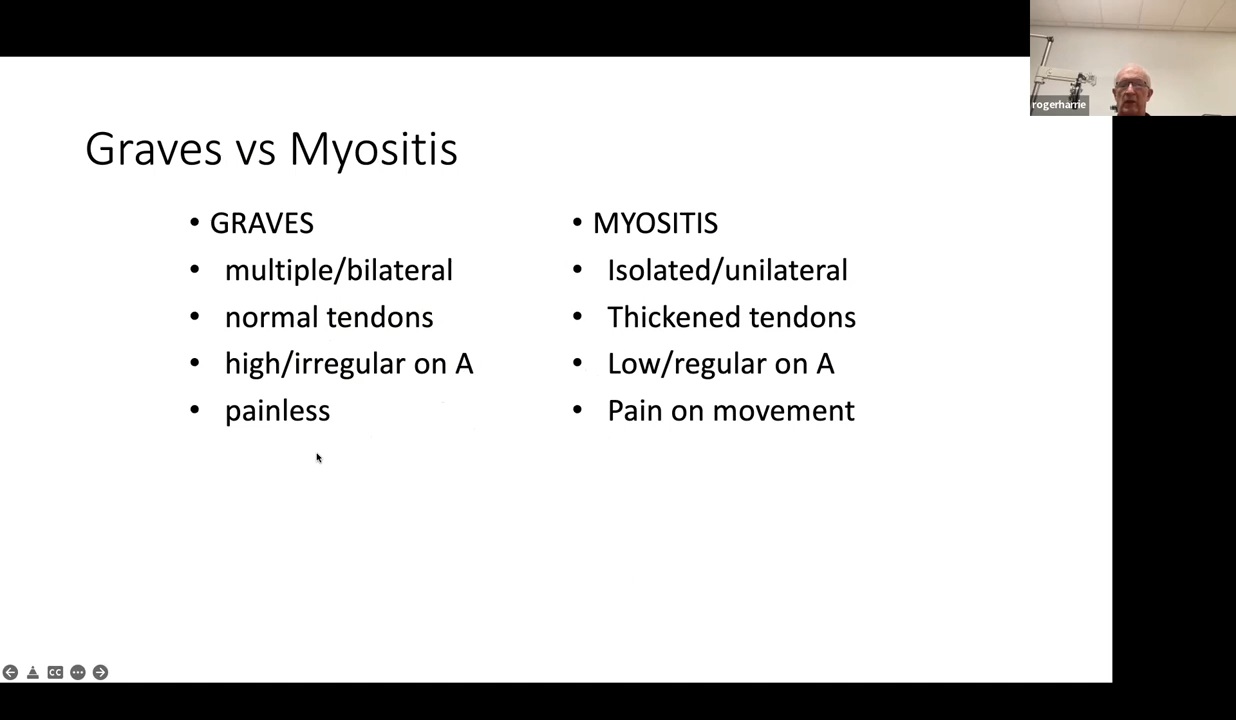 rogerharrie
Graves vs Myositis
• GRAVES
• multiple/bilateral
• normal tendons
• high/irregular on A
• painless
• MYOSITIS
• Isolated/unilateral
• Thickened tendons
• Low/regular on A
• Pain on movement
CC